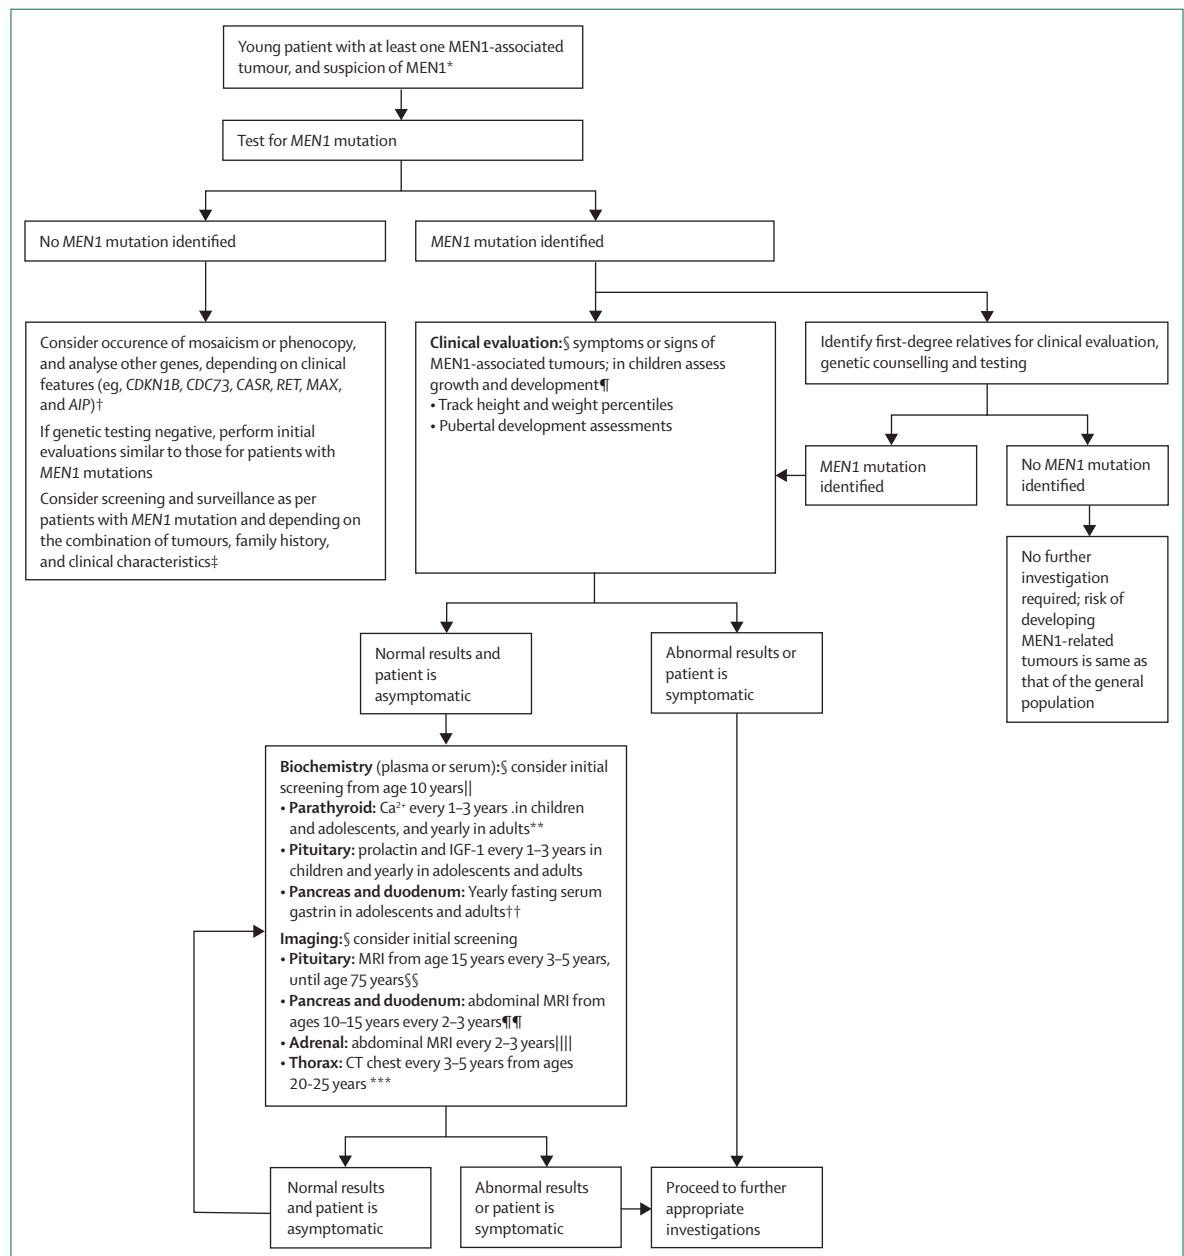 Young patient with at least one MEN1-associated
tumour, and suspicion of MEN1*
Test for MEN1 mutation
No MEN1 mutation identified
MEN1 mutation identified
Consider occurence of mosaicism or phenocopy,
and analyse other genes, depending on clinical
features (eg, CDKN1B, CDC73, CASR, RET, MAX,
and AIP)†
If genetic testing negative, perform initial
evaluations similar to those for patients with
MEN1 mutations
Consider screening and surveillance as per
patients with MEN1 mutation and depending on
the combination of tumours, family history,
and clinical characteristics‡
Clinical evaluation:§ symptoms or signs of
MEN1-associated tumours; in children assess
growth and development¶
• Track height and weight percentiles
• Pubertal development assessments
Identify first-degree relatives for clinical evaluation,
genetic counselling and testing
MEN1 mutation
identified
No MEN1 mutation
identified
No further
investigation
required; risk of
developing
MEN1-related
tumours is same as
that of the general
population
Normal results and
patient is
asymptomatic
Abnormal results or
patient is
symptomatic
Biochemistry (plasma or serum):§ consider initial
screening from age 10 years||
• Parathyroid: Ca²⁺ every 1–3 years .in children
and adolescents, and yearly in adults**
• Pituitary: prolactin and IGF-1 every 1–3 years in
children and yearly in adolescents and adults
• Pancreas and duodenum: Yearly fasting serum
gastrin in adolescents and adults††
Imaging:§ consider initial screening
• Pituitary: MRI from age 15 years every 3–5 years,
until age 75 years§§
• Pancreas and duodenum: abdominal MRI from
ages 10–15 years every 2–3 years¶¶
• Adrenal: abdominal MRI every 2–3 years||||
• Thorax: CT chest every 3–5 years from ages
20-25 years ***
Normal results
and patient is
asymptomatic
Abnormal results
or patient is
symptomatic
Proceed to further
appropriate
investigations